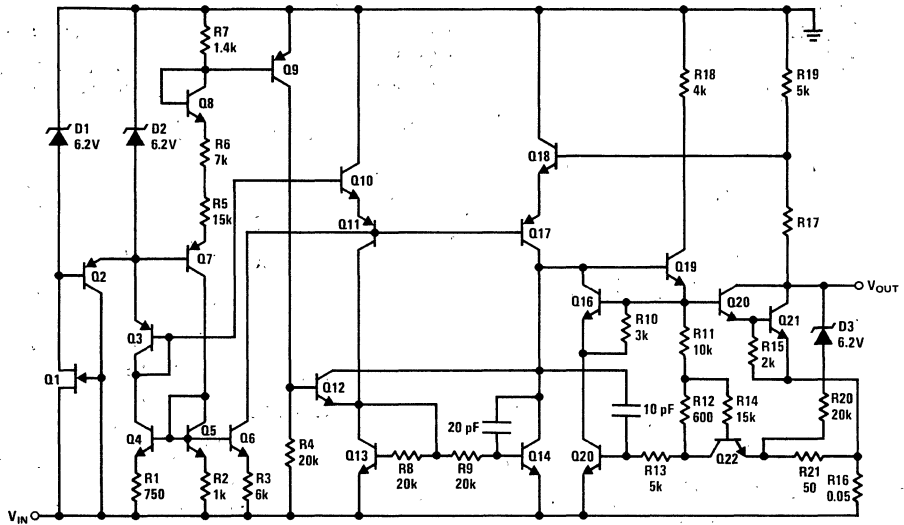 R7
1.4k
R18
4k
R19
5k
Q9
Q8
D1
6.2V
D2
6.2V
R6
7k
Q18
Q10
R5
15k
Q11
R17
Q17
Q7
Q2
Q19
VOUT
Q16
Q20
Q21
R10
3k
R11
10k
R15
2k
D3
6.2V
Q3
Q1
Q12
10 pF
R12
600
R14
15k
R20
20k
20 pF
Q4
Q5
Q6
R4
20k
Q13
R8
20k
R9
20k
Q14
Q20
R13
5k
Q22
R21
50
R16
0.05
R1
750
R2
1k
R3
6k
VIN